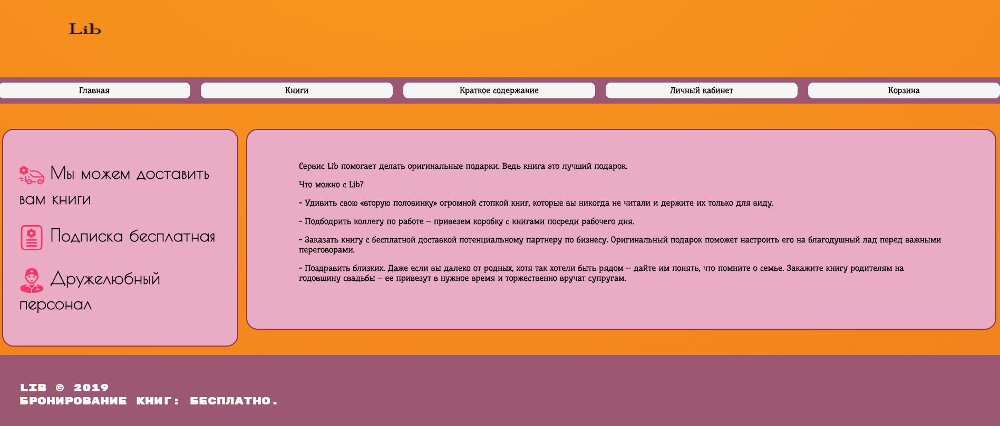 Lib
Главная
Книги
Краткое содержание
Личный кабинет
Корзина
Мы можем доставить
вам книги
Подписка бесплатная
Дружелюбный
персонал
Сервис Lib помогает делать оригинальные подарки. Ведь книга это лучший подарок.
Что можно с Lib?
- Удивить свою «вторую половинку» огромной стопкой книг, которые вы никогда не читали и держите их только для виду.
- Подбодрить коллегу по работе — привезем коробку с книгами посреди рабочего дня.
- Заказать книгу с бесплатной доставкой потенциальному партнеру по бизнесу. Оригинальный подарок поможет настроить его на благодушный лад перед важными
переговорами.
- Поздравить близких. Даже если вы далеко от родных, хотя так хотели быть рядом — дайте им понять, что помните о семье. Закажите книгу родителям на
годовщину свадьбы — ее привезут в нужное время и торжественно вручат супругам.
LIB © 2019
БРОНИРОВАНИЕ КНИГ: БЕСПЛАТНО.